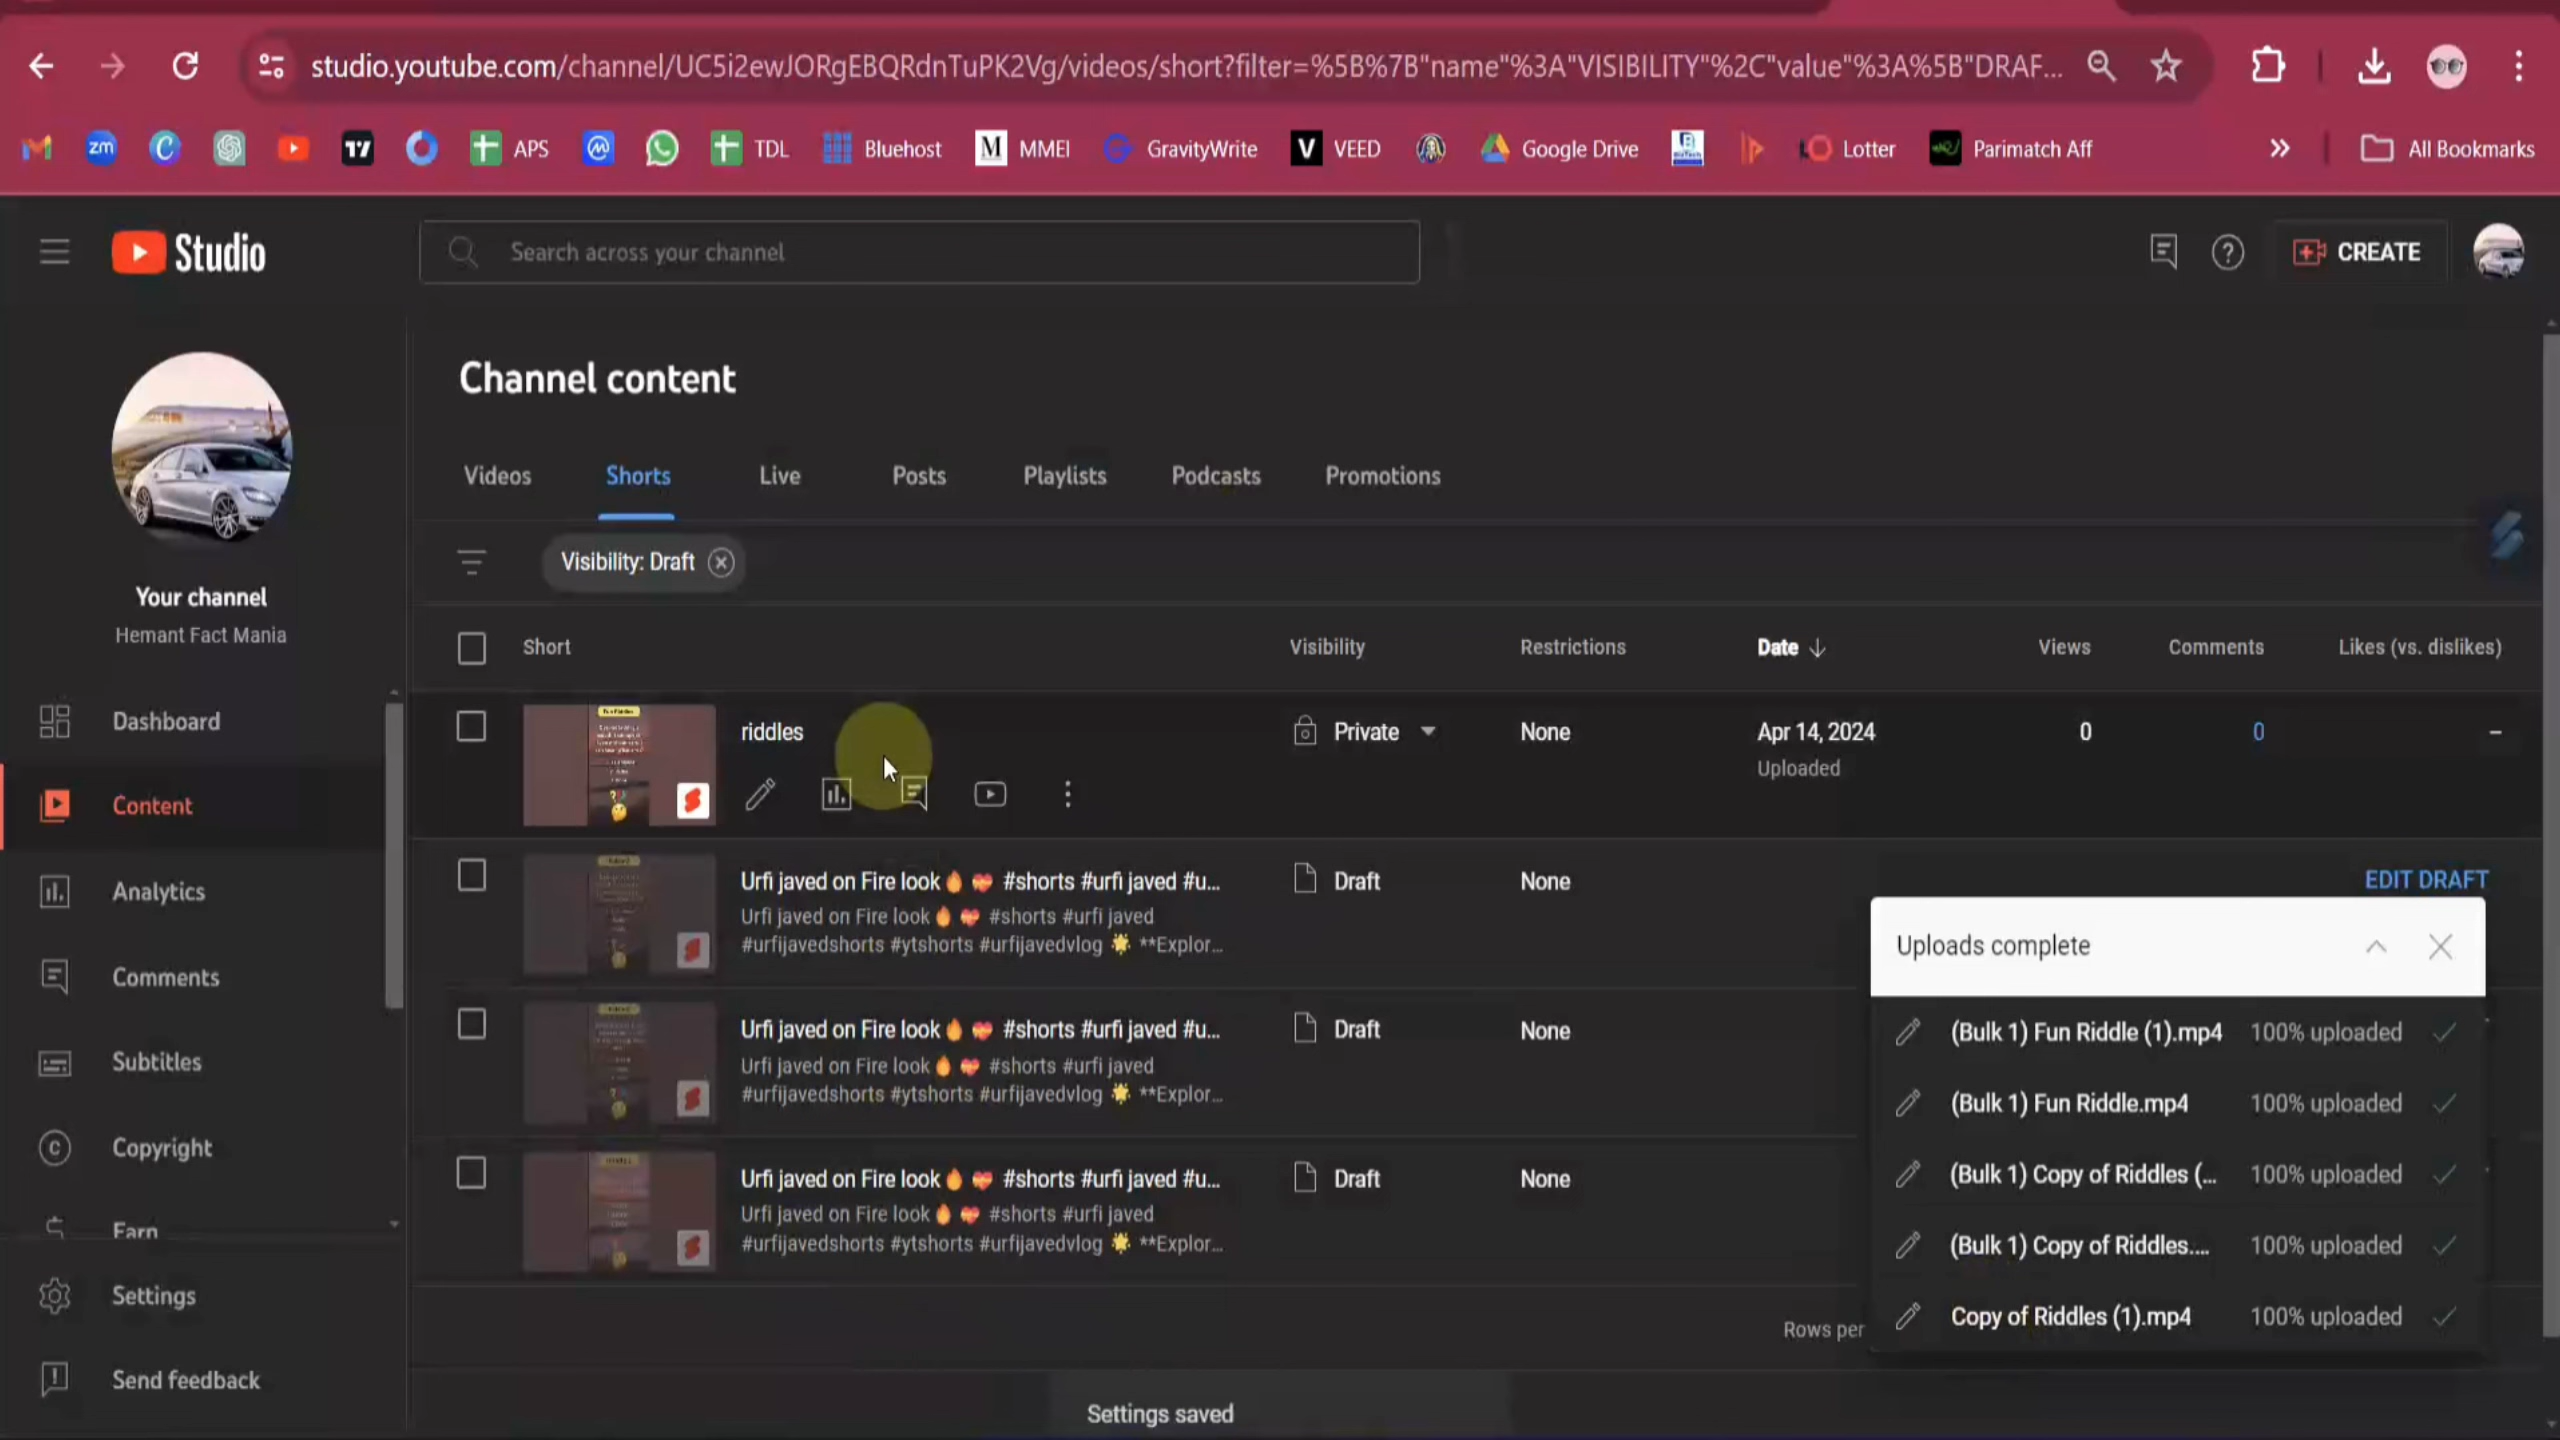 studio.youtube.com/channel/UC5i2ewJORgEBQRdnTuPK2Vg/videos/short?filter=%5B%7B"name"%3A"VISIBILITY"%2C"value"%3A%5B"DRAF...
zm
APS
TDL
Bluehost
M MMEI
GravityWrite
V VEED
Google Drive
Lotter
Parimatch Aff
All Bookmarks
Studio
Search across your channel
CREATE
Your channel
Hemant Fact Mania
Dashboard
Content
Analytics
Comments
Subtitles
Copyright
Earn
Settings
Send feedback
Channel content
Videos
Shorts
Live
Posts
Playlists
Podcasts
Promotions
Visibility: Draft
Short
Visibility
Restrictions
Date
Views
Comments
Likes (vs. dislikes)
riddles
Private
None
Apr 14, 2024
Uploaded
0
0
–
Urfi javed on Fire look🔥 💝 #shorts #urfi javed #u...
Urfi javed on Fire look🔥 💝 #shorts #urfi javed
#urfijavedshorts #ytshorts #urfijavedvlog 🌟 **Explor...
Draft
None
EDIT DRAFT
Urfi javed on Fire look🔥 💝 #shorts #urfi javed #u...
Urfi javed on Fire look🔥 💝 #shorts #urfi javed
#urfijavedshorts #ytshorts #urfijavedvlog 🌟 **Explor...
Draft
None
Urfi javed on Fire look🔥 💝 #shorts #urfi javed #u...
Urfi javed on Fire look🔥 💝 #shorts #urfi javed
#urfijavedshorts #ytshorts #urfijavedvlog 🌟 **Explor...
Draft
None
Rows per
Uploads complete
(Bulk 1) Fun Riddle (1).mp4 100% uploaded
(Bulk 1) Fun Riddle.mp4 100% uploaded
(Bulk 1) Copy of Riddles (... 100% uploaded
(Bulk 1) Copy of Riddles.... 100% uploaded
Copy of Riddles (1).mp4 100% uploaded
Settings saved